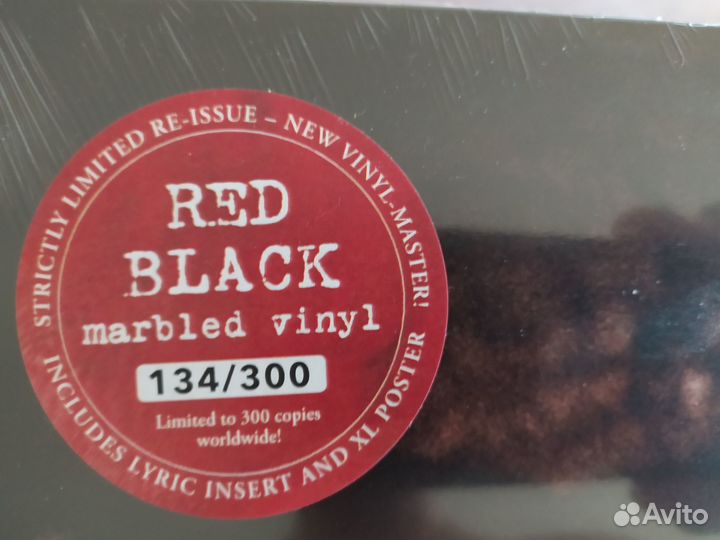 STRICTLY LIMITED RE-ISSUE – NEW VINYL-MASTER!
RED
BLACK
marbled vinyl
134/300
Limited to 300 copies
worldwide!
INCLUDES LYRIC INSERT AND XL POSTER
Avito